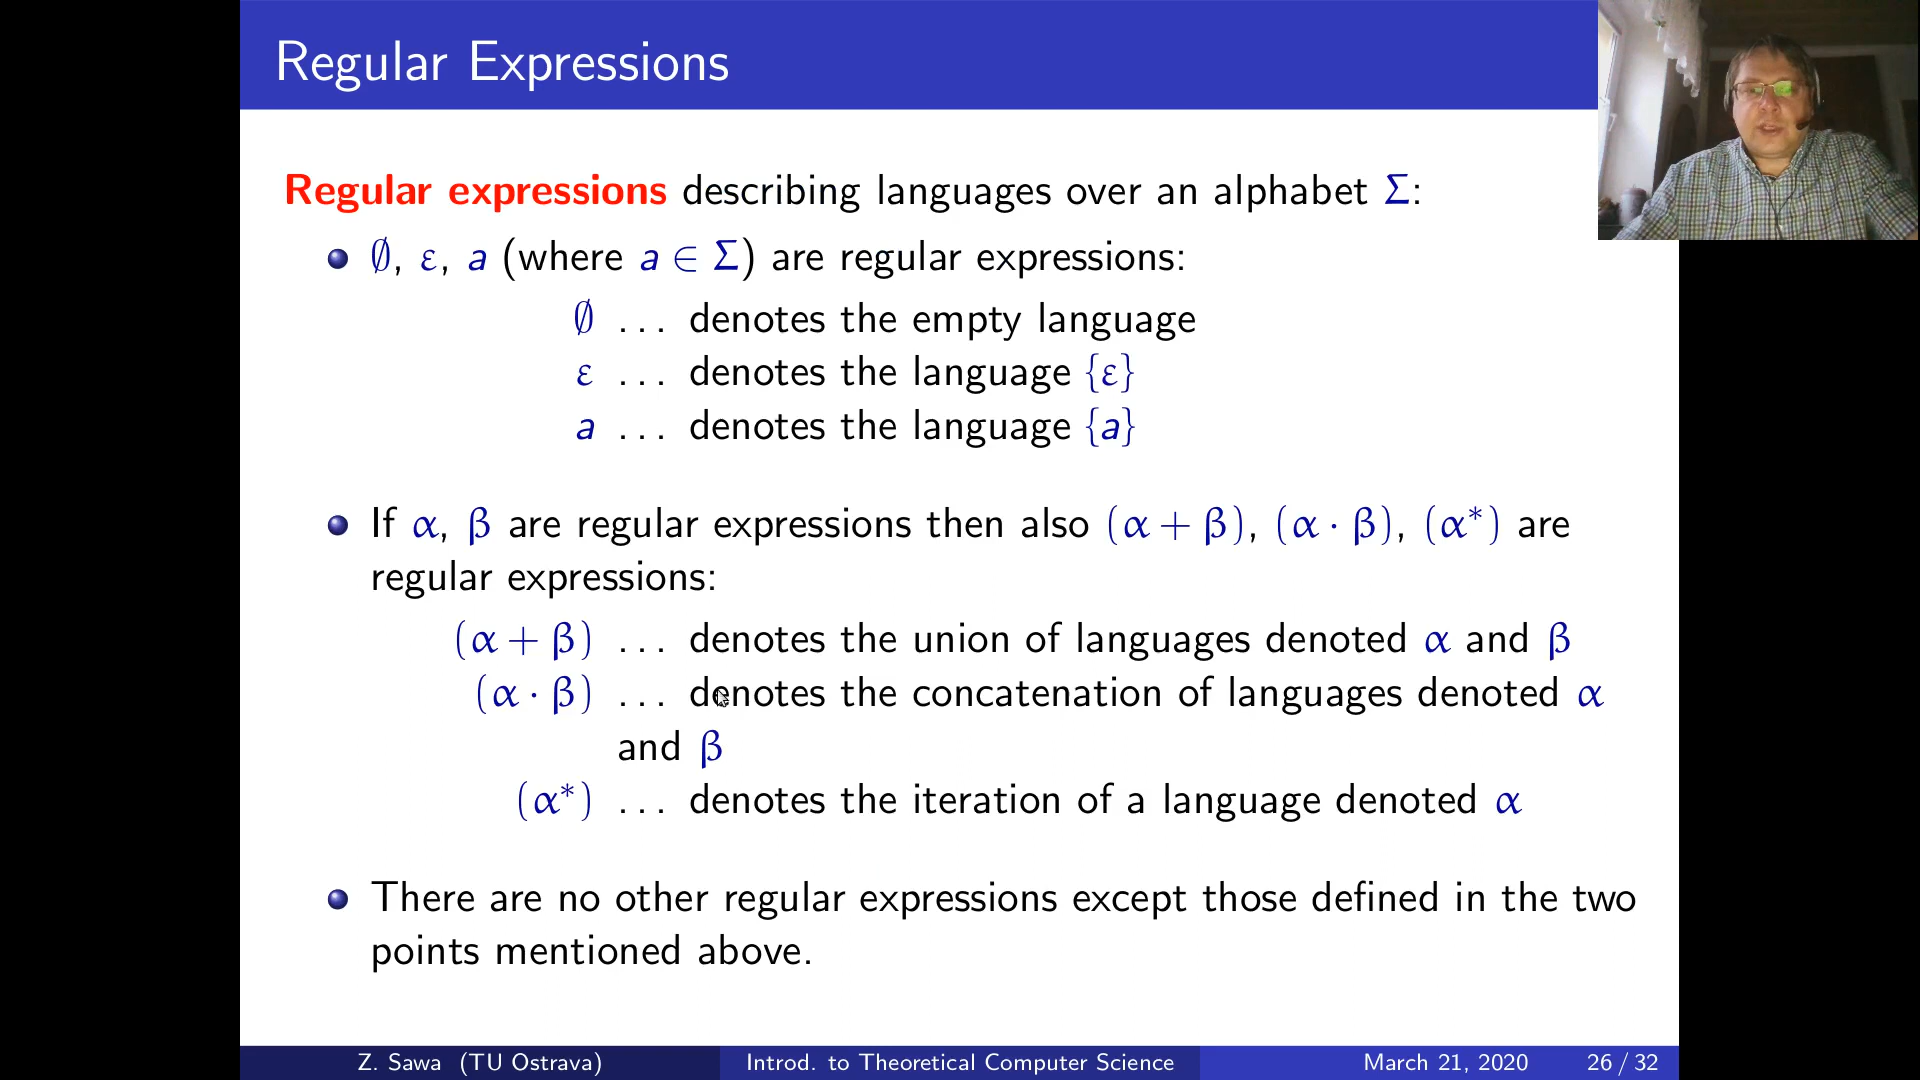 Regular Expressions
Regular expressions describing languages over an alphabet Σ:
∅, ε, a (where a ∈ Σ) are regular expressions:
∅ ... denotes the empty language
ε ... denotes the language {ε}
a ... denotes the language {a}
If α, β are regular expressions then also (α + β), (α · β), (α*) are
regular expressions:
(α + β) ... denotes the union of languages denoted α and β
(α · β) ... denotes the concatenation of languages denoted α
and β
(α*) ... denotes the iteration of a language denoted α
There are no other regular expressions except those defined in the two
points mentioned above.
Z. Sawa (TU Ostrava) Introd. to Theoretical Computer Science March 21, 2020 26 / 32